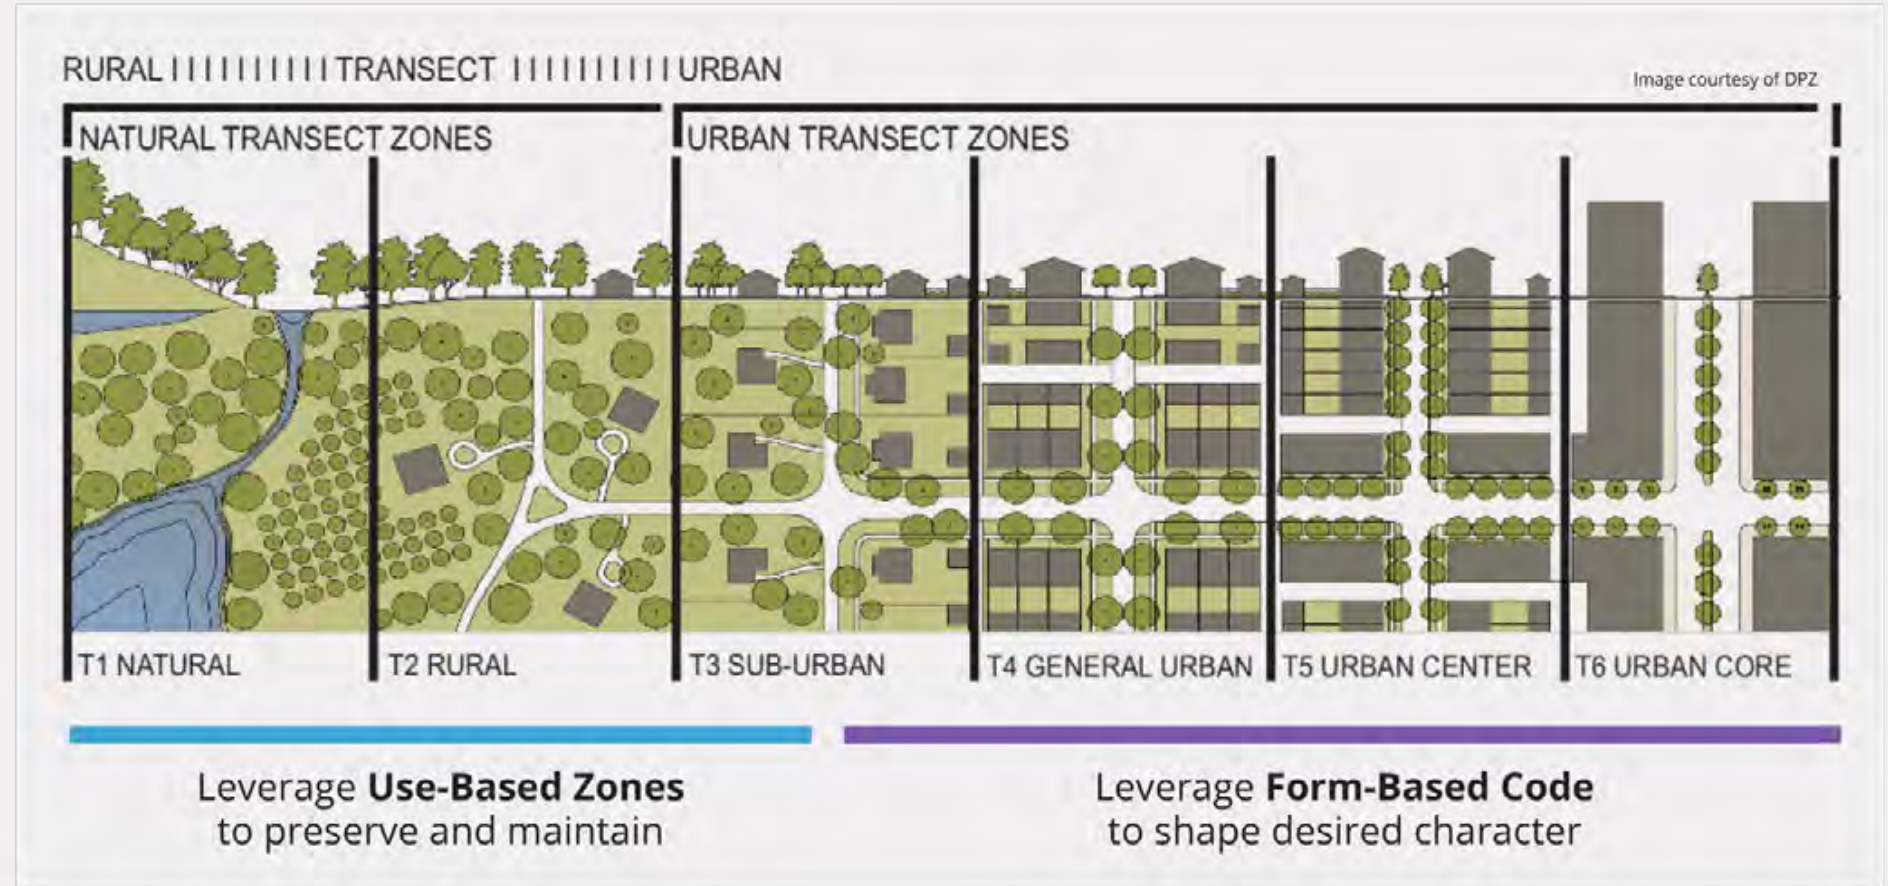 RURAL I I I I I I I I I I TRANSECT I I I I I I I I I I URBAN
Image courtesy of DPZ
NATURAL TRANSECT ZONES
URBAN TRANSECT ZONES
T1 NATURAL
T2 RURAL
T3 SUB-URBAN
T4 GENERAL URBAN
T5 URBAN CENTER
T6 URBAN CORE
Leverage Use-Based Zones
to preserve and maintain
Leverage Form-Based Code
to shape desired character